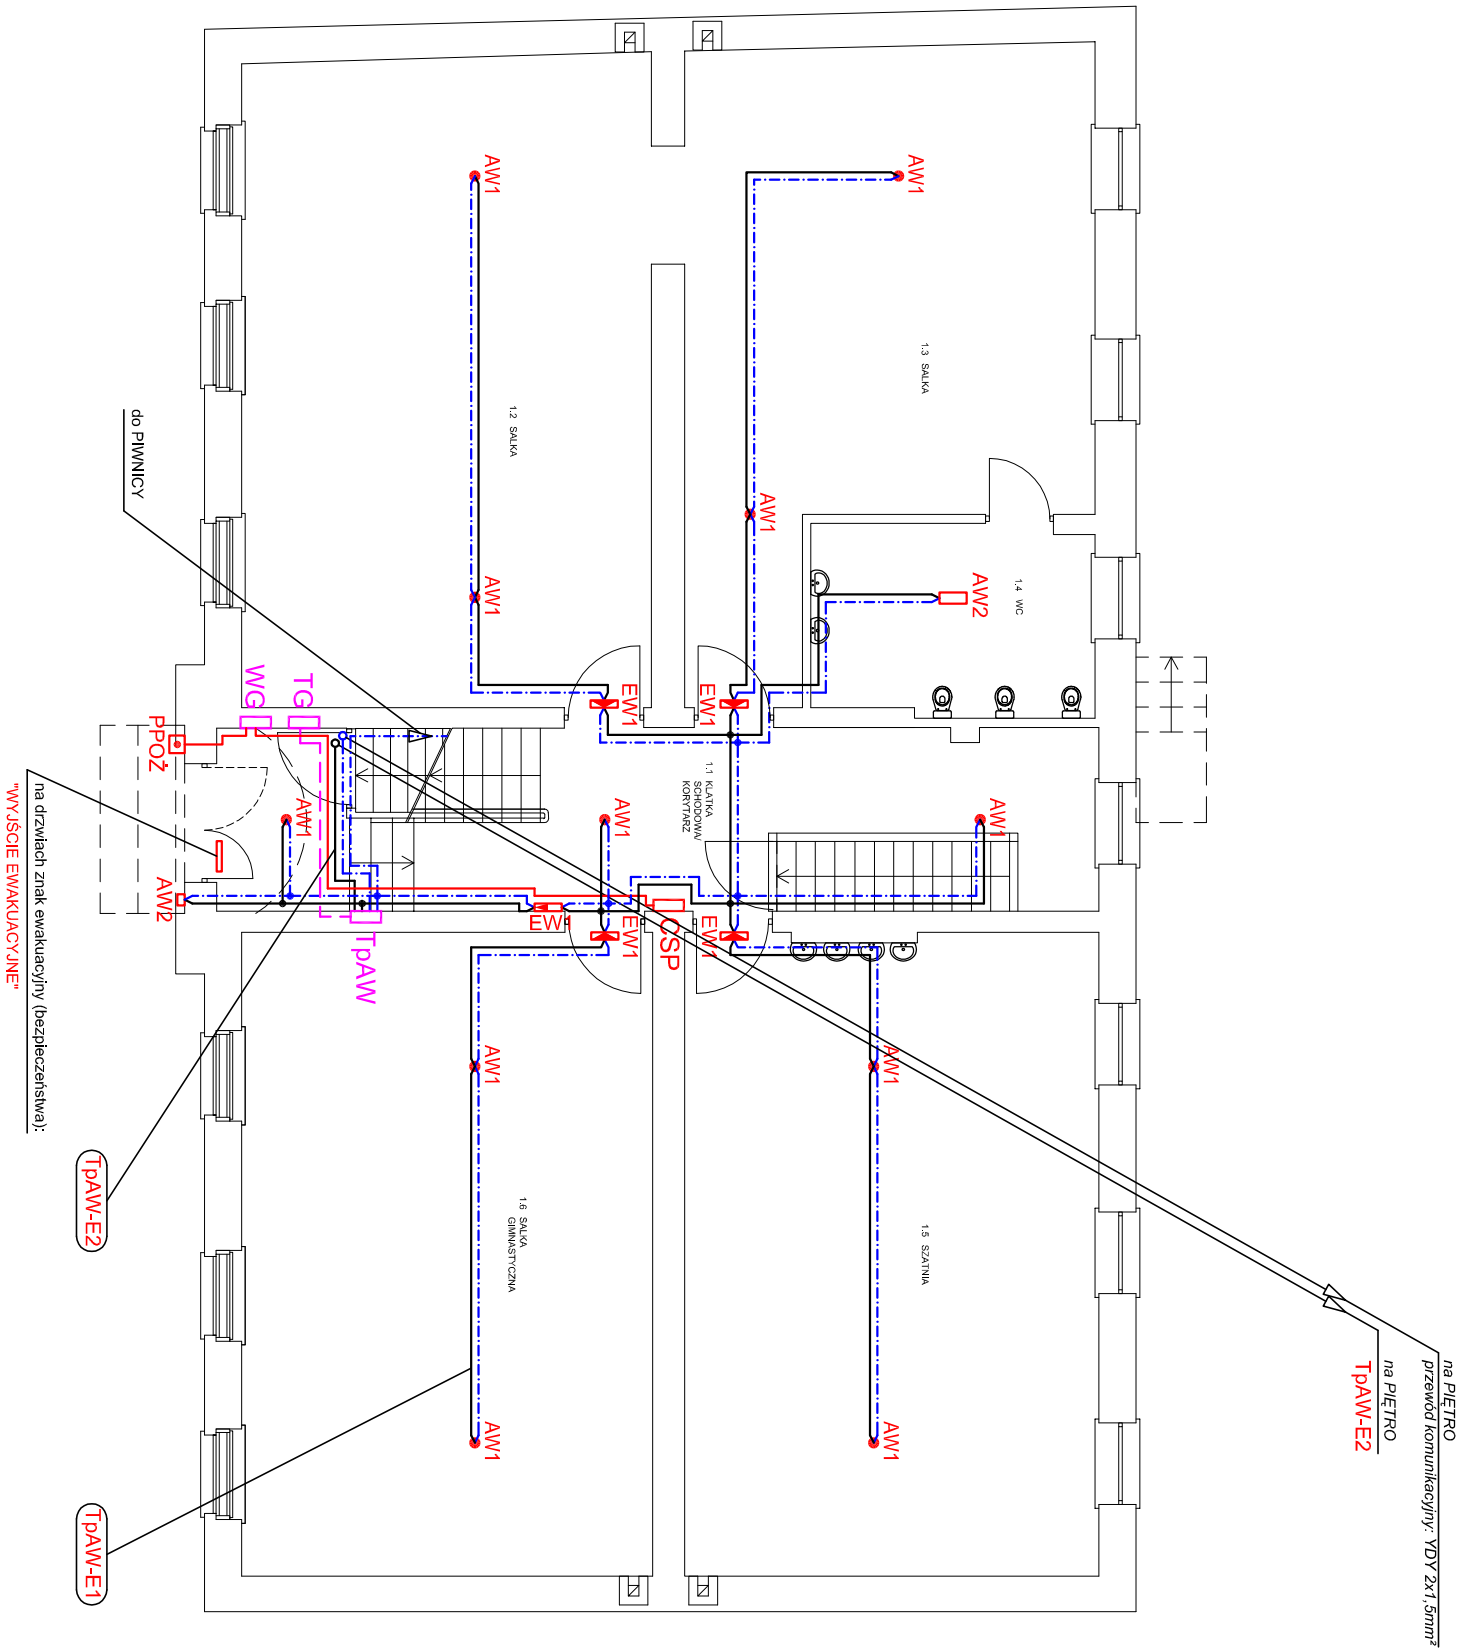 na PIĘTRO
przewód komunikacyjny: YDY 2x1,5mm²
na PIĘTRO
TpAW-E2
AW1
AW1
1.3 SALKA
AW1
1.2 SALKA
AW1
AW1
1.4 WC
AW2
do PIWNICY
WG
TG
EW1
EW1
PPOŻ
1.1 KLATKA
SCHODOWA/
KORYTARZ
AW1
AW1
AW1
AW2
TpAW
EW1
EW1
CSP
EW1
na drzwiach znak ewakuacyjny (bezpieczeństwa):
"WYJŚCIE EWAKUACYJNE"
AW1
AW1
1.6 SALKA
GIMNASTYCZNA
1.5 SZATNIA
AW1
AW1
TpAW-E2
TpAW-E1